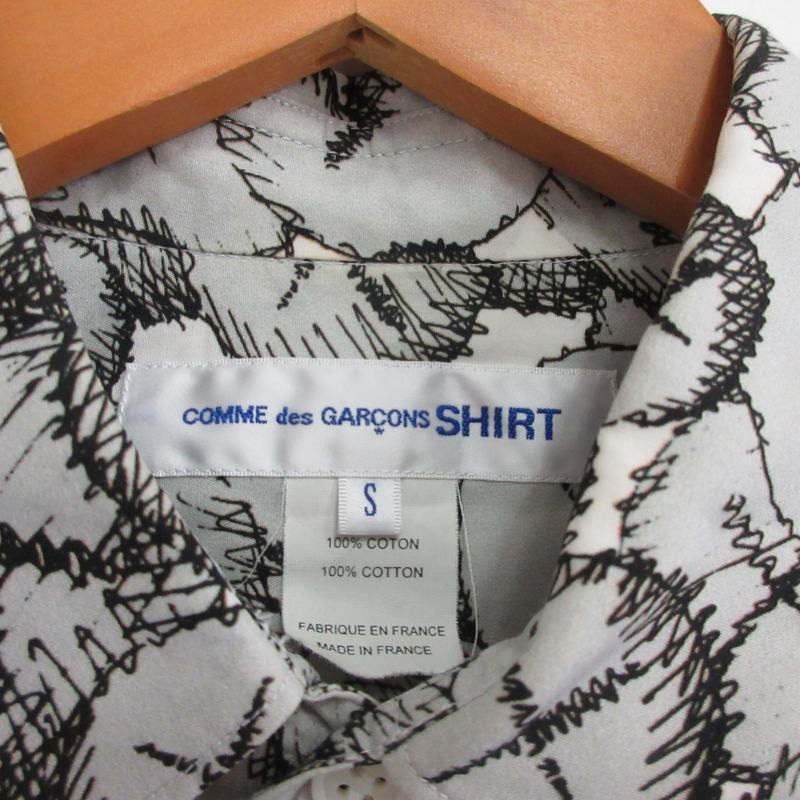 COMME des GARÇONS SHIRT
S
100% COTON
100% COTTON
FABRIQUE EN FRANCE
MADE IN FRANCE